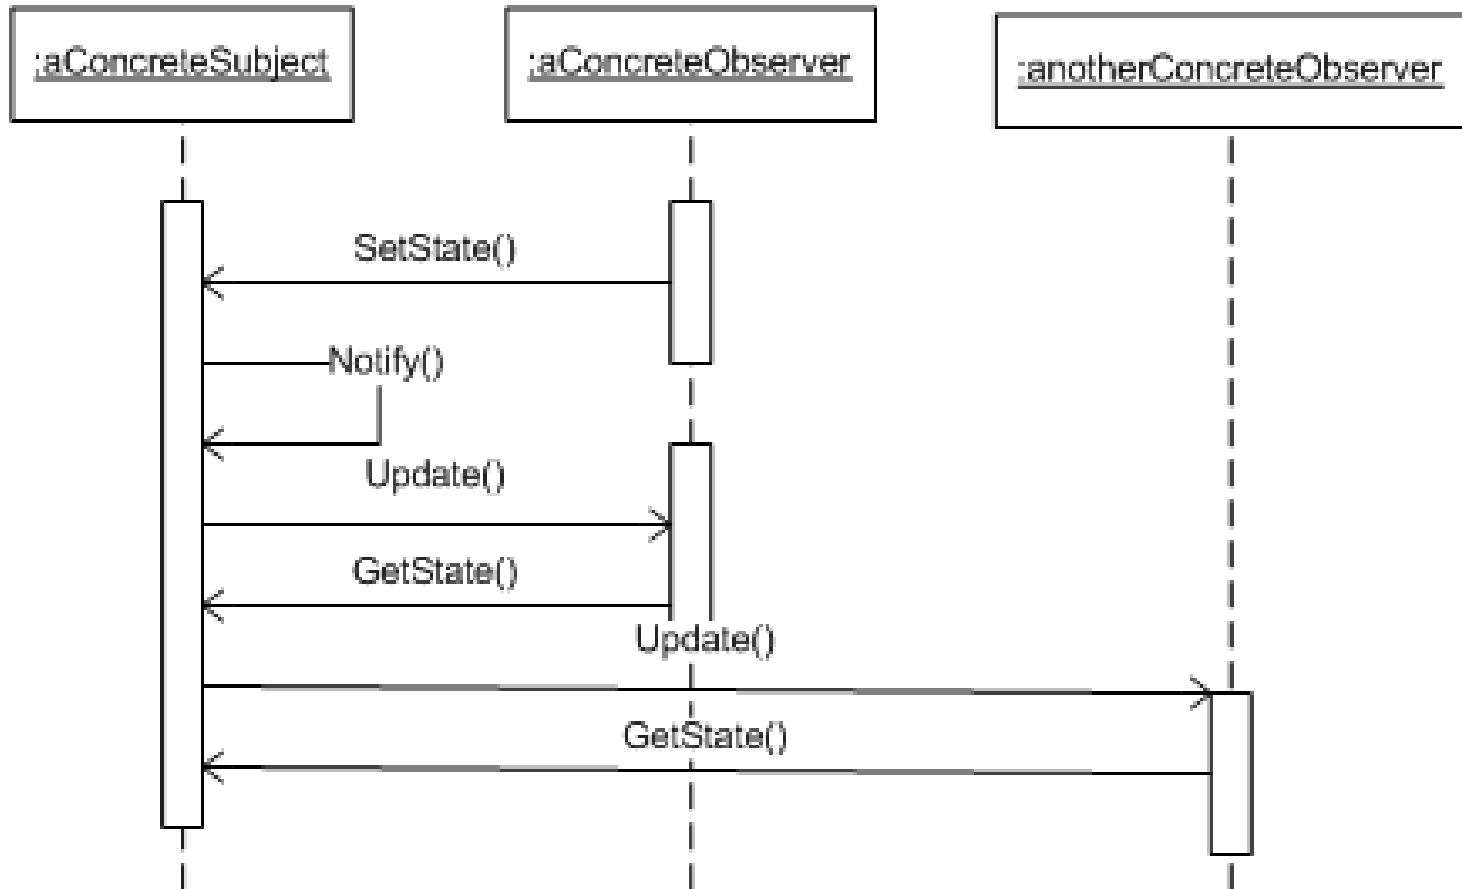 :aConcreteSubject
:aConcreteObserver
:anotherConcreteObserver
SetState()
Notify()
Update()
GetState()
Update()
GetState()